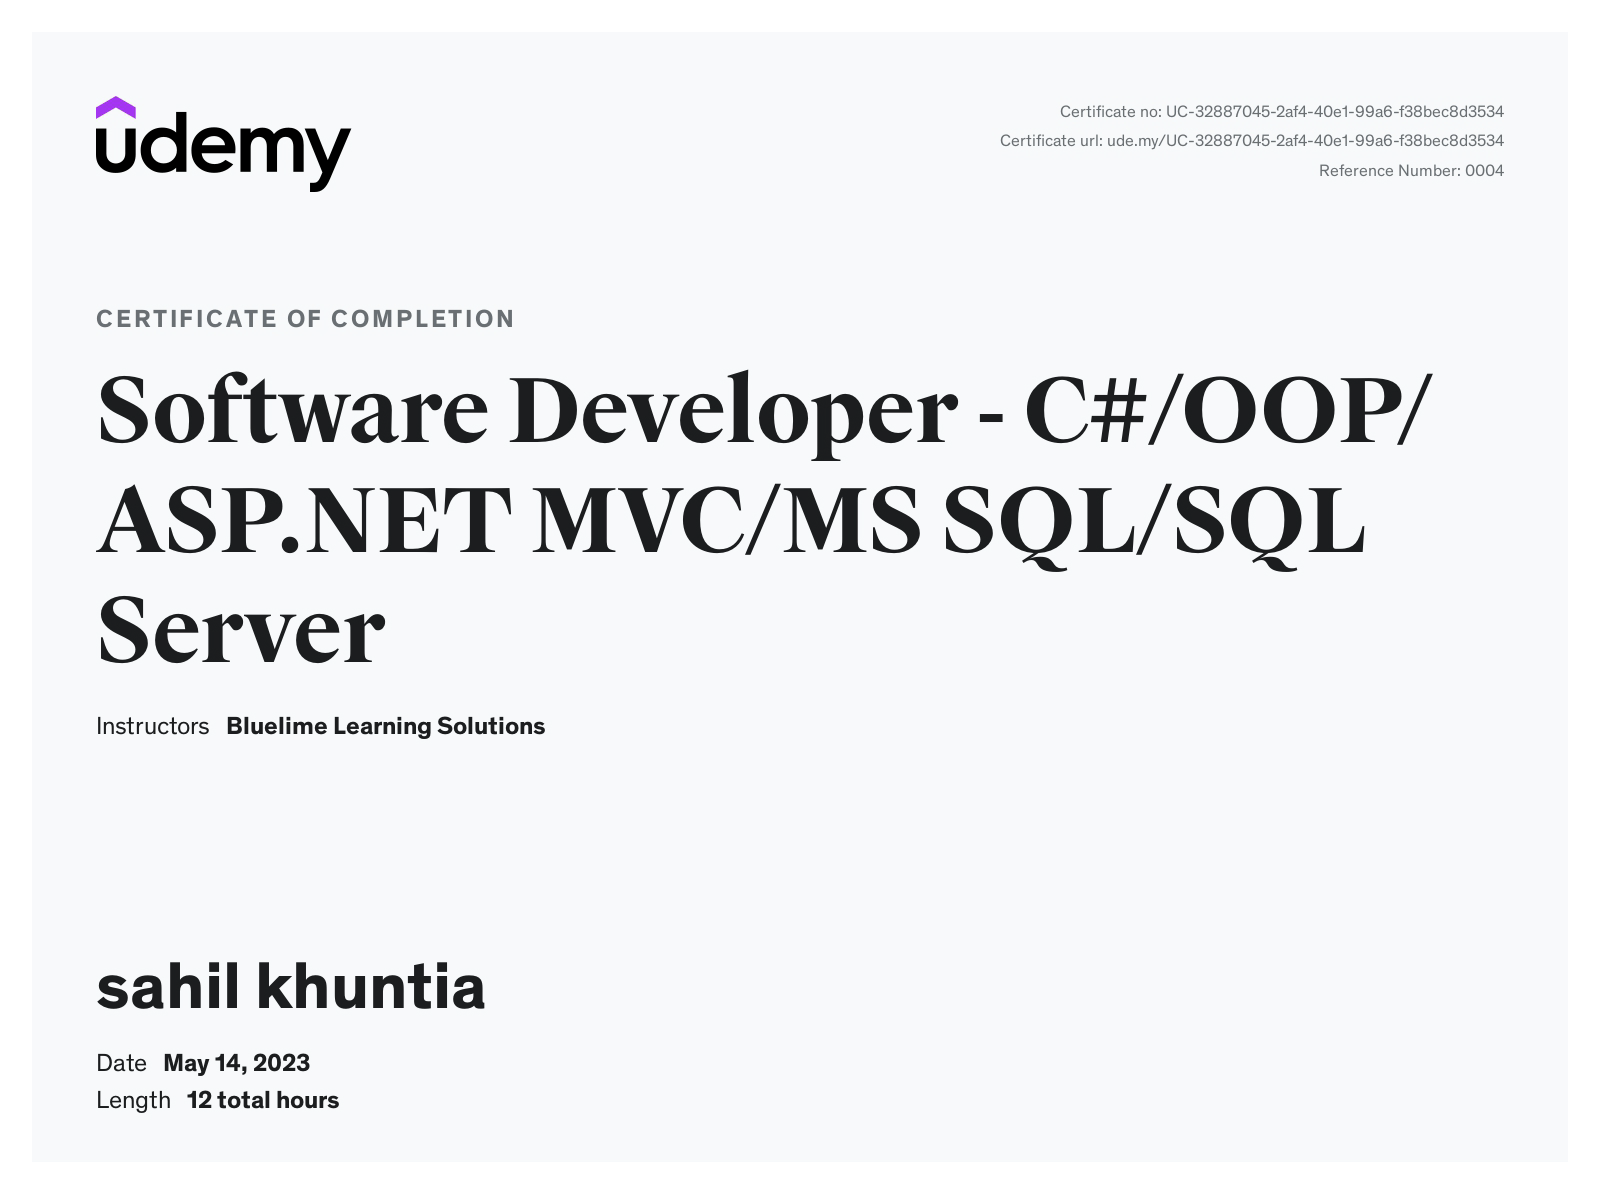 udemy
Certificate no: UC-32887045-2af4-40e1-99a6-f38bec8d3534
Certificate url: ude.my/UC-32887045-2af4-40e1-99a6-f38bec8d3534
Reference Number: 0004
CERTIFICATE OF COMPLETION
Software Developer - C#/OOP/
ASP.NET MVC/MS SQL/SQL
Server
Instructors Bluelime Learning Solutions
sahil khuntia
Date May 14, 2023
Length 12 total hours